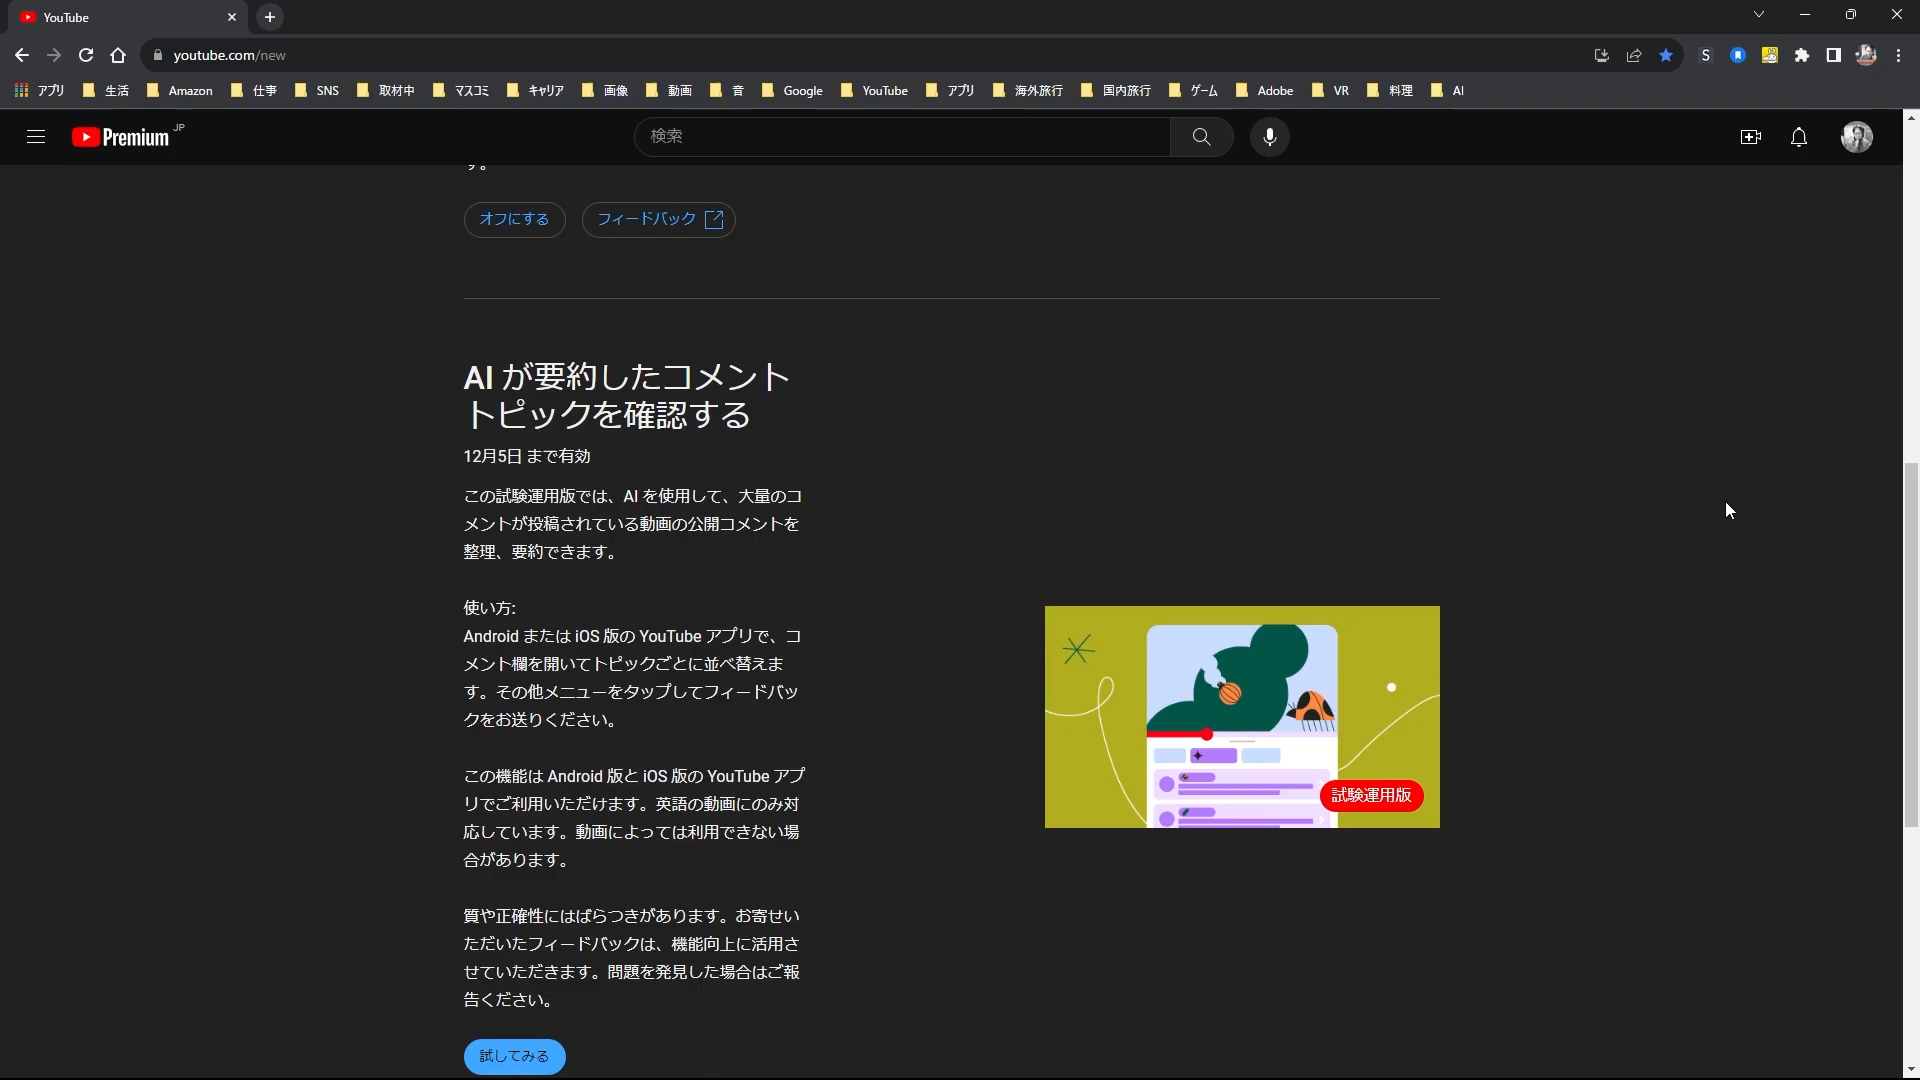 YouTube
youtube.com/new
アプリ 生活 Amazon 仕事 SNS 取材中 マスコミ キャリア 画像 動画 音 Google YouTube アプリ 海外旅行 国内旅行 ゲーム Adobe VR 料理 AI
Premium JP
検索
す。
オフにする
フィードバック
AI が要約したコメント
トピックを確認する
12月5日 まで有効
この試験運用版では、AI を使用して、大量のコ
メントが投稿されている動画の公開コメントを
整理、要約できます。
使い方:
Android または iOS 版の YouTube アプリで、コ
メント欄を開いてトピックごとに並べ替えま
す。その他メニューをタップしてフィードバッ
クをお送りください。
この機能は Android 版と iOS 版の YouTube アプ
リでご利用いただけます。英語の動画にのみ対
応しています。動画によっては利用できない場
合があります。
質や正確性にはばらつきがあります。お寄せい
ただいたフィードバックは、機能向上に活用さ
せていただきます。問題を発見した場合はご報
告ください。
試験運用版
試してみる